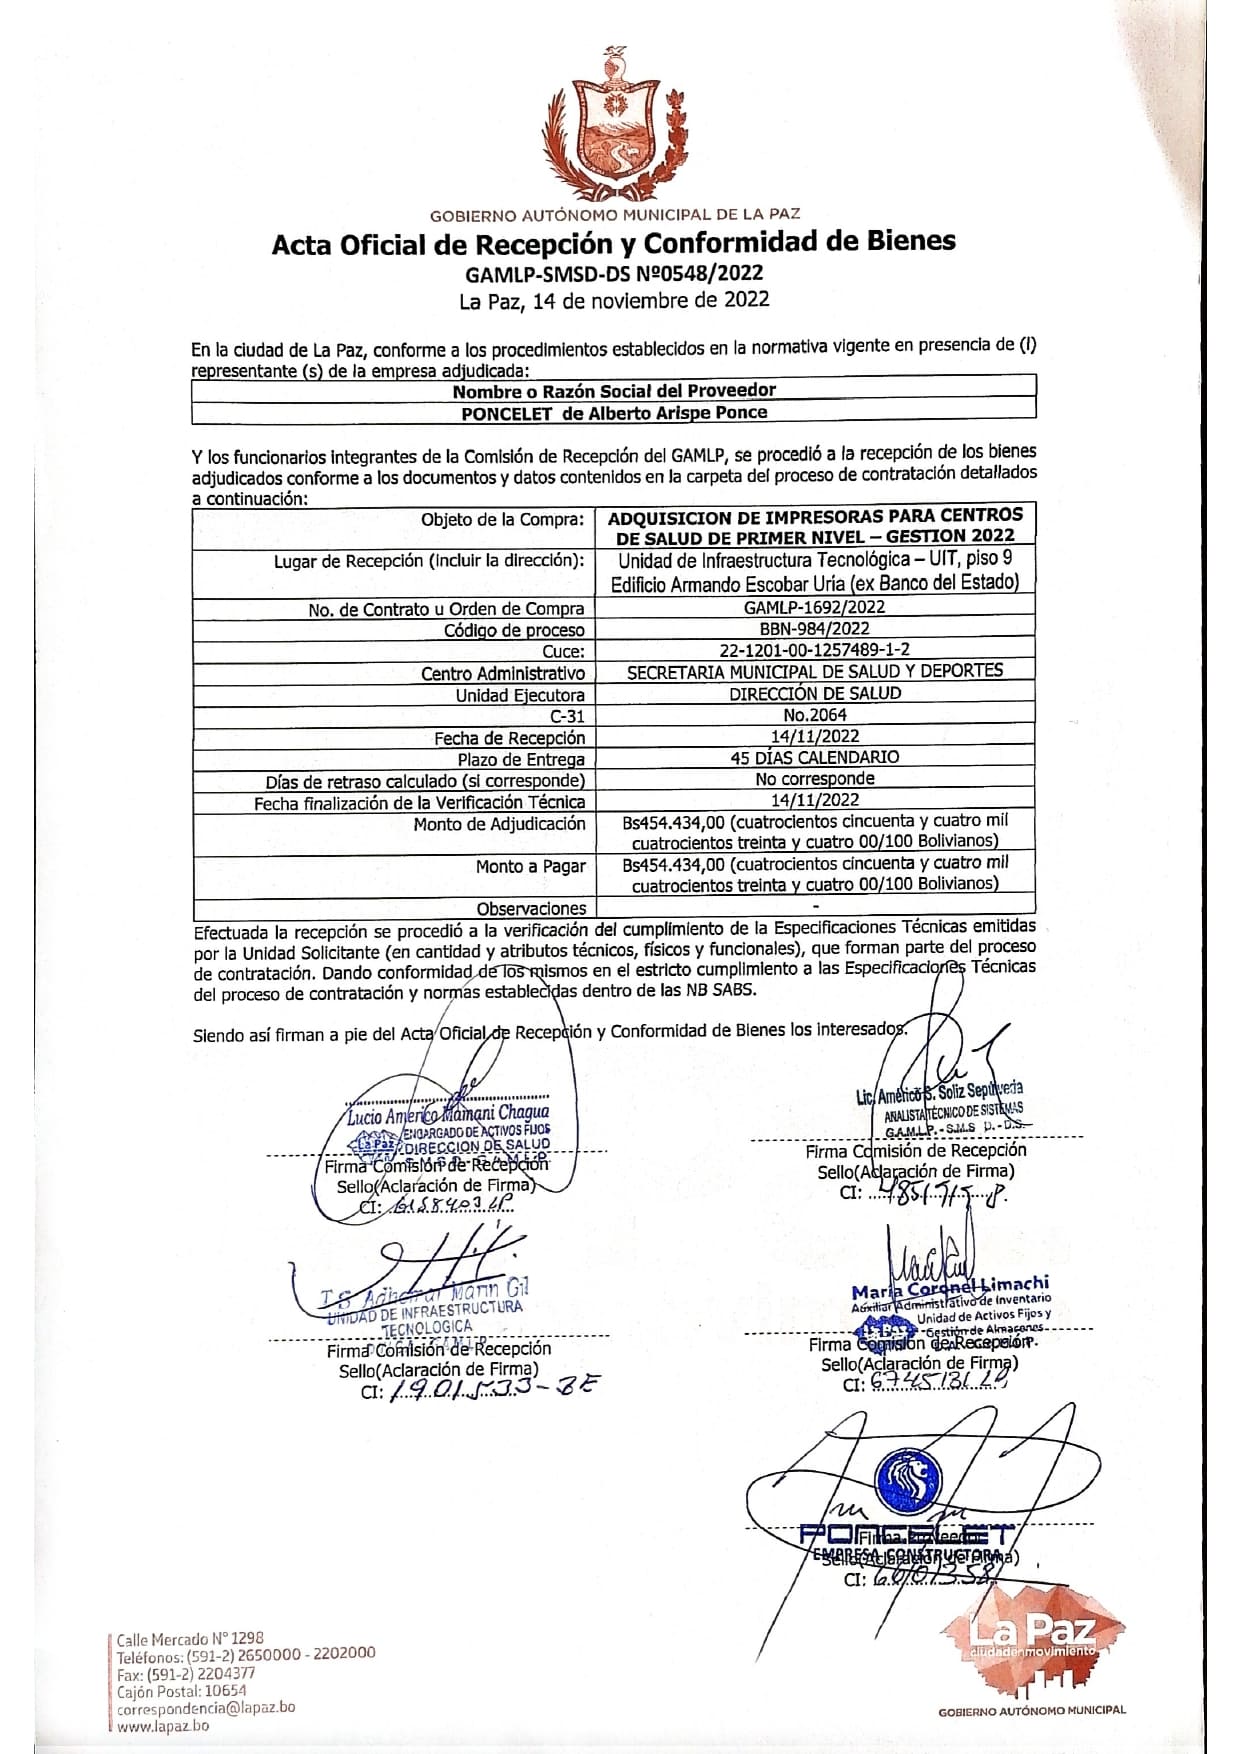 GOBIERNO AUTÓNOMO MUNICIPAL DE LA PAZ
Acta Oficial de Recepción y Conformidad de Bienes
GAMLP-SMSD-DS Nº0548/2022
La Paz, 14 de noviembre de 2022
En la ciudad de La Paz, conforme a los procedimientos establecidos en la normativa vigente en presencia de (l)
representante (s) de la empresa adjudicada:
Nombre o Razón Social del Proveedor
PONCELET de Alberto Arispe Ponce
Y los funcionarios integrantes de la Comisión de Recepción del GAMLP, se procedió a la recepción de los bienes
adjudicados conforme a los documentos y datos contenidos en la carpeta del proceso de contratación detallados
a continuación:
Objeto de la Compra: ADQUISICION DE IMPRESORAS PARA CENTROS
DE SALUD DE PRIMER NIVEL – GESTION 2022
Lugar de Recepción (Incluir la dirección): Unidad de Infraestructura Tecnológica – UIT, piso 9
Edificio Armando Escobar Uría (ex Banco del Estado)
No. de Contrato u Orden de Compra GAMLP-1692/2022
Código de proceso BBN-984/2022
Cuce: 22-1201-00-1257489-1-2
Centro Administrativo SECRETARIA MUNICIPAL DE SALUD Y DEPORTES
Unidad Ejecutora DIRECCIÓN DE SALUD
C-31 No.2064
Fecha de Recepción 14/11/2022
Plazo de Entrega 45 DÍAS CALENDARIO
Días de retraso calculado (si corresponde) No corresponde
Fecha finalización de la Verificación Técnica 14/11/2022
Monto de Adjudicación Bs454.434,00 (cuatrocientos cincuenta y cuatro mil
cuatrocientos treinta y cuatro 00/100 Bolivianos)
Monto a Pagar Bs454.434,00 (cuatrocientos cincuenta y cuatro mil
cuatrocientos treinta y cuatro 00/100 Bolivianos)
Observaciones -
Efectuada la recepción se procedió a la verificación del cumplimiento de la Especificaciones Técnicas emitidas
por la Unidad Solicitante (en cantidad y atributos técnicos, físicos y funcionales), que forman parte del proceso
de contratación. Dando conformidad de los mismos en el estricto cumplimiento a las Especificaciones Técnicas
del proceso de contratación y normas establecidas dentro de las NB SABS.
Siendo así firman a pie del Acta Oficial de Recepción y Conformidad de Bienes los interesados.
Lucio Americo Mamani Chagua
ENCARGADO DE ACTIVOS FIJOS
La Paz DIRECCION DE SALUD
Firma Comisión de Recepción
Sello(Aclaración de Firma)
CI:
Lic. Américo S. Soliz Sepulveda
ANALISTA TÉCNICO DE SISTEMAS
G.A.M.L.P.-S.M.S D.-D.S.
Firma Comisión de Recepción
Sello(Aclaración de Firma)
CI:
T.S Adhemar Marin Gil
UNIDAD DE INFRAESTRUCTURA
TECNOLOGICA
Firma Comisión de Recepción
Sello(Aclaración de Firma)
CI: 1901533-BE
Maria Coronel Limachi
Auxiliar Administrativo de Inventario
Unidad de Activos Fijos y
Gestión de Almacenes
Firma Comisión de Recepción
Sello(Aclaración de Firma)
CI:
PONCELET
Firma Proveedor
EMPRESA CONSTRUCTORA
Sello(Aclaración de Firma)
CI:
La Paz
ciudadenmovimiento
GOBIERNO AUTÓNOMO MUNICIPAL
Calle Mercado N° 1298
Teléfonos: (591-2) 2650000 - 2202000
Fax: (591-2) 2204377
Cajón Postal: 10654
correspondencia@lapaz.bo
www.lapaz.bo